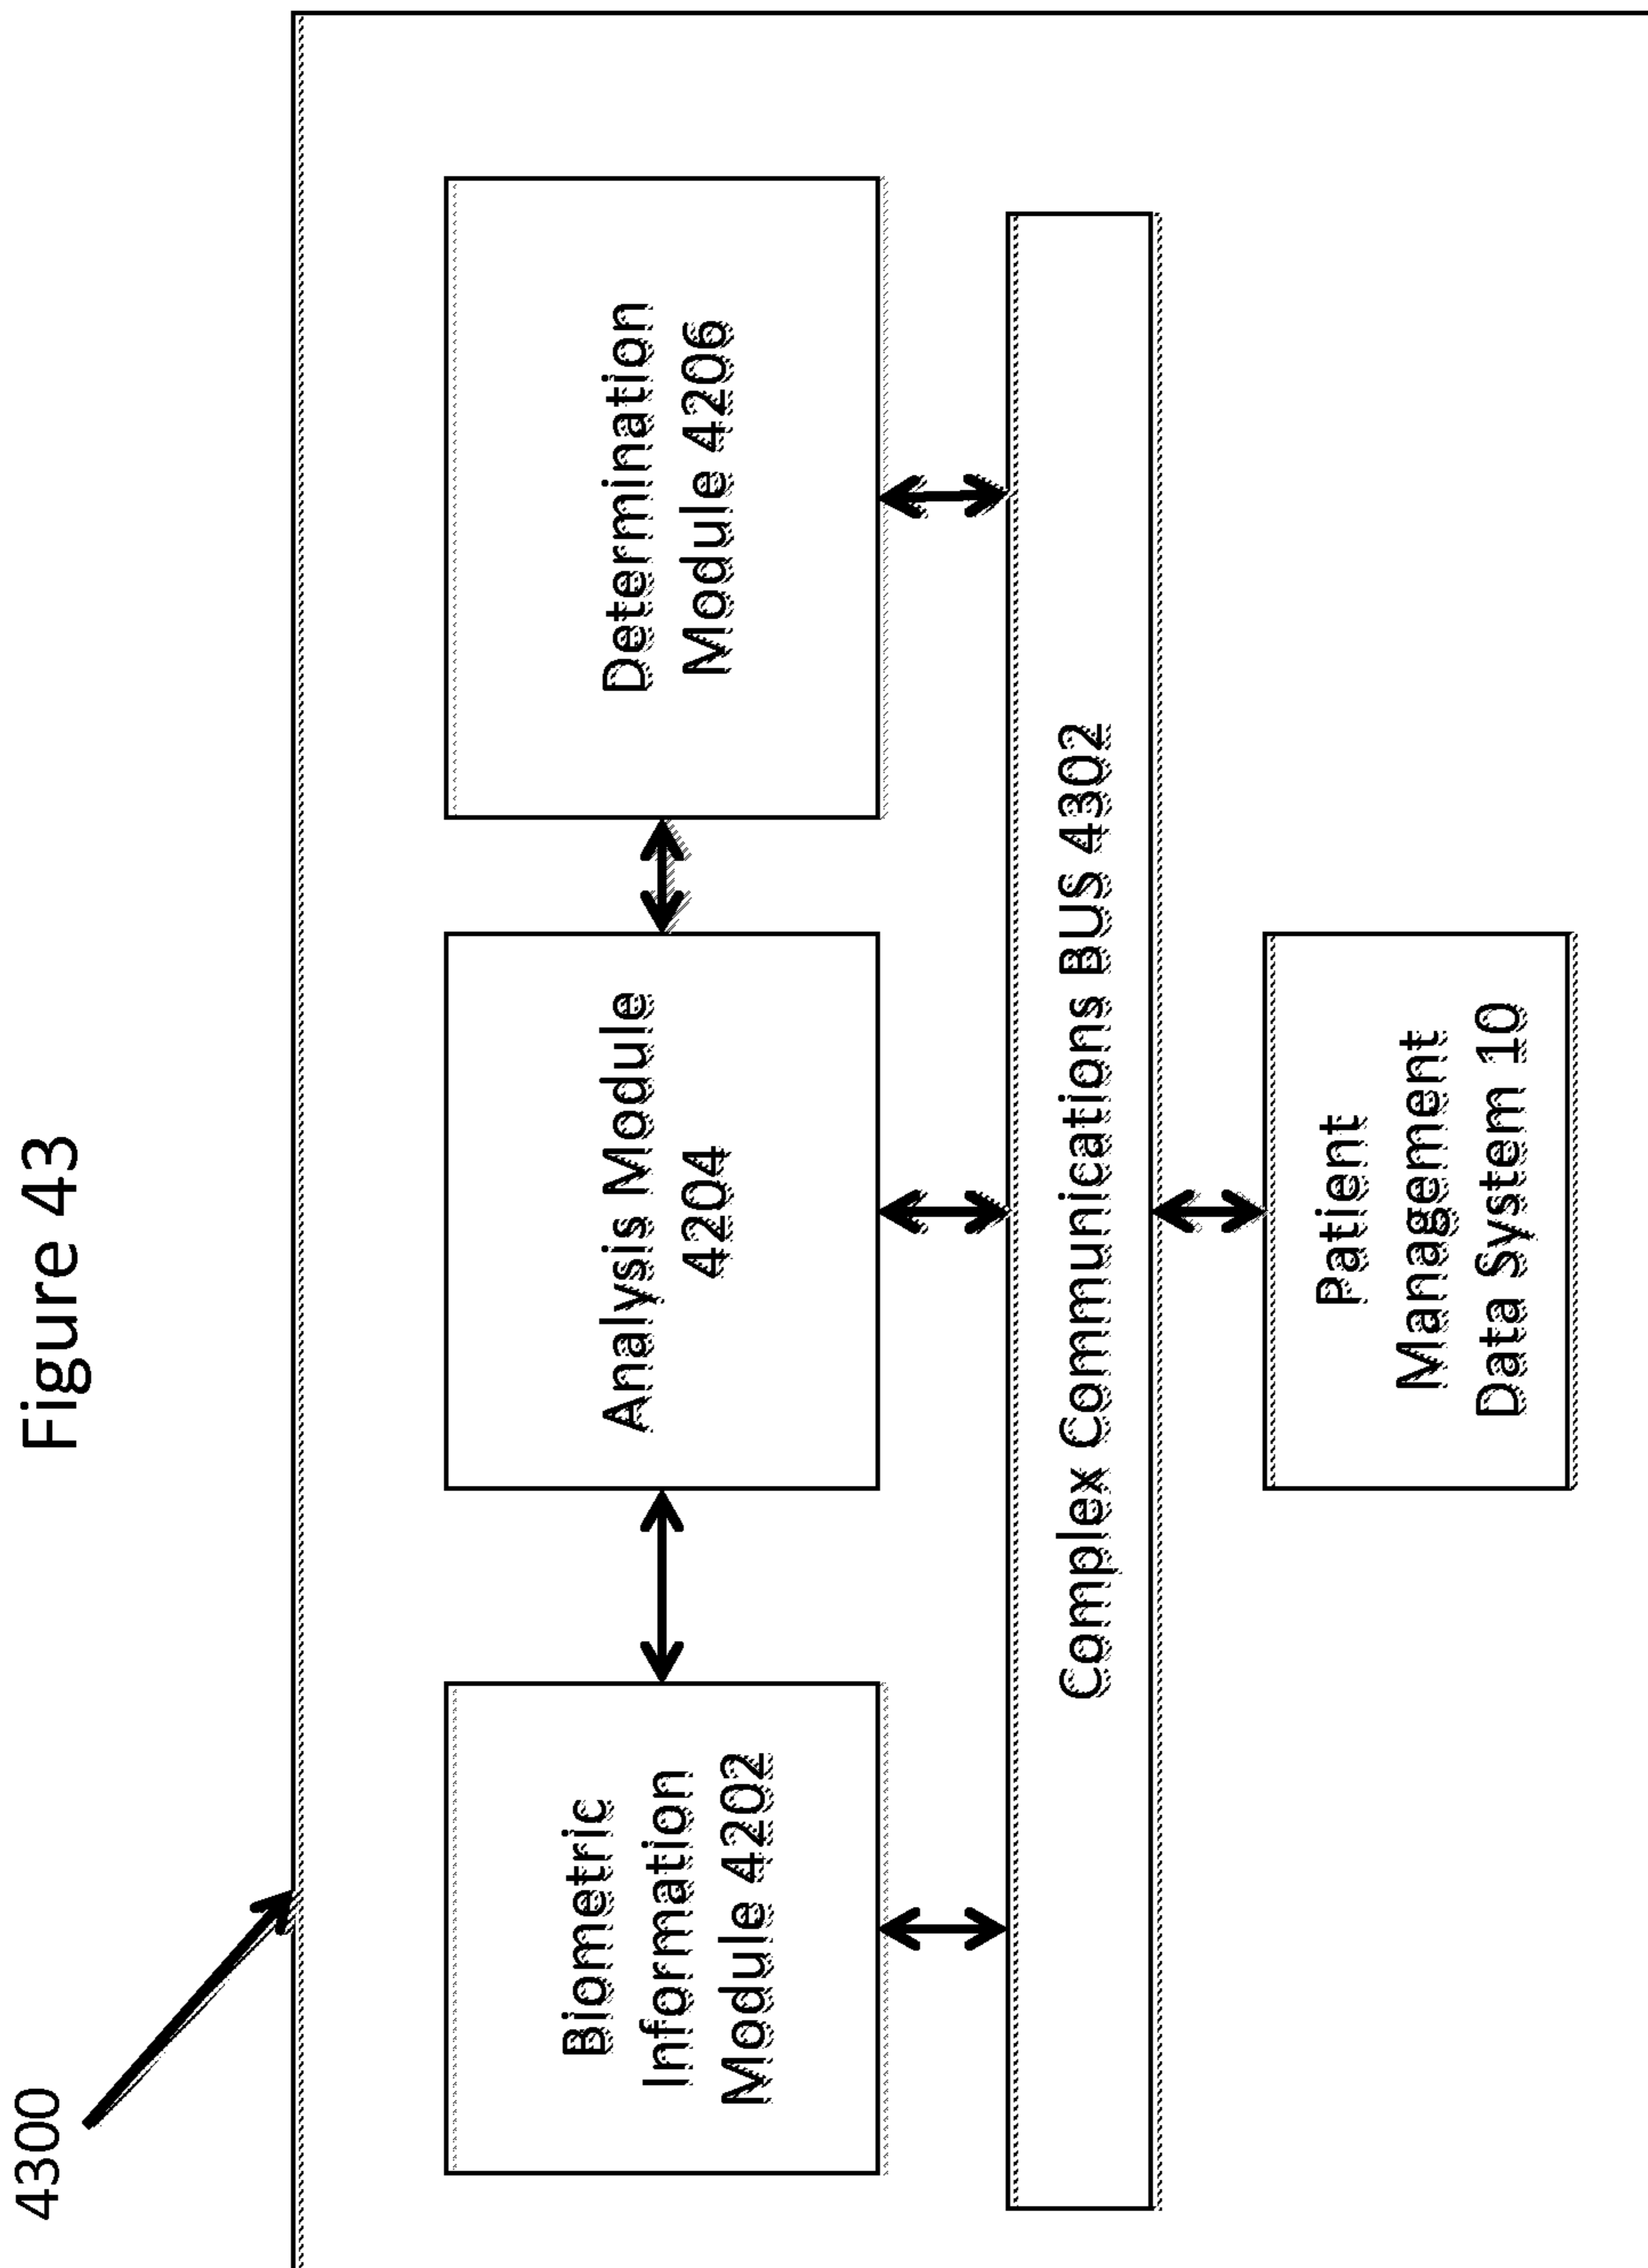 Figure 43
4300
Biometric
Information
Module 4202
Analysis Module
4204
Determination
Module 4206
Complex Communications BUS 4302
Patient
Management
Data System 10